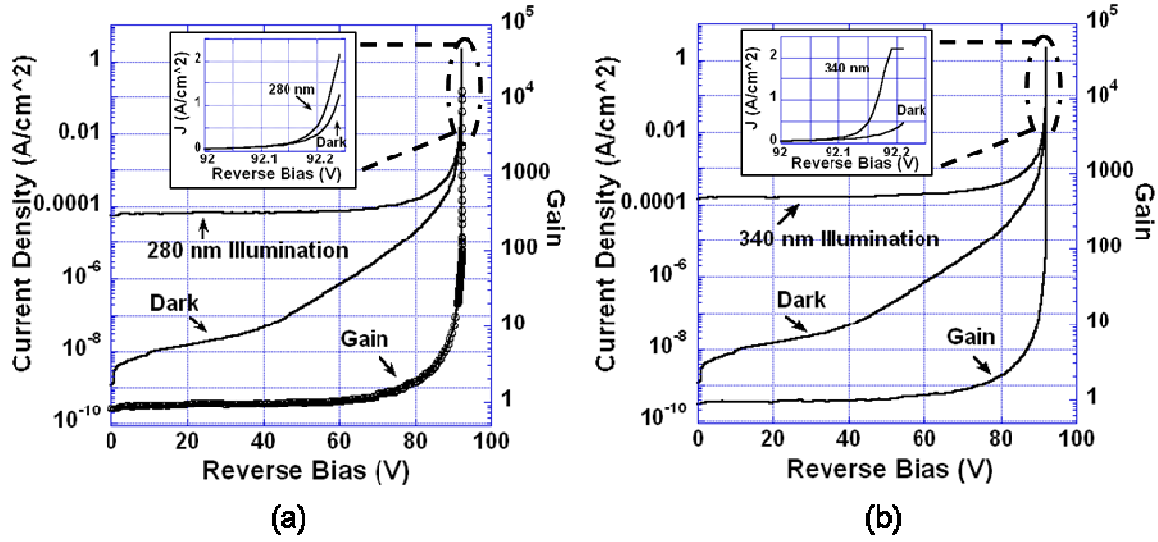 Current Density (A/cm^2)
1
0.01
0.0001
10^-6
10^-8
10^-10
0
20
40
60
80
100
Reverse Bias (V)
10^5
10^4
1000
100
10
1
Gain
J (A/cm^2)
2
1
0
92
92.1
92.2
Reverse Bias (V)
280 nm
Dark
280 nm Illumination
Dark
Gain
(a)
Current Density (A/cm^2)
1
0.01
0.0001
10^-6
10^-8
10^-10
0
20
40
60
80
100
Reverse Bias (V)
10^5
10^4
1000
100
10
1
Gain
J (A/cm^2)
2
1
0
92
92.1
92.2
Reverse Bias (V)
340 nm
Dark
340 nm Illumination
Dark
Gain
(b)